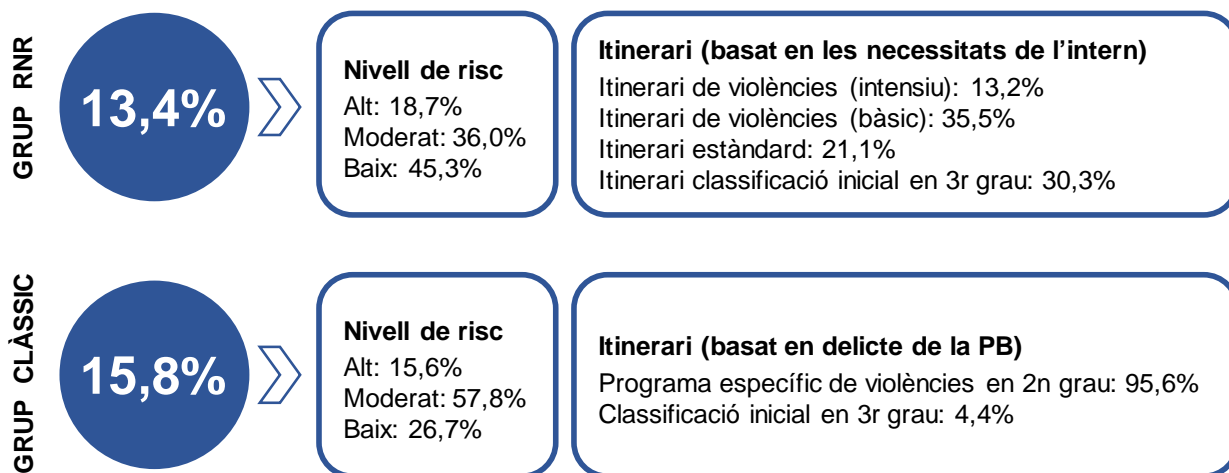 GRUP RNR
13,4%
Nivell de risc
Alt: 18,7%
Moderat: 36,0%
Baix: 45,3%
Itinerari (basat en les necessitats de l'intern)
Itinerari de violències (intensiu): 13,2%
Itinerari de violències (bàsic): 35,5%
Itinerari estàndard: 21,1%
Itinerari classificació inicial en 3r grau: 30,3%
GRUP CLÀSSIC
15,8%
Nivell de risc
Alt: 15,6%
Moderat: 57,8%
Baix: 26,7%
Itinerari (basat en delicte de la PB)
Programa específic de violències en 2n grau: 95,6%
Classificació inicial en 3r grau: 4,4%